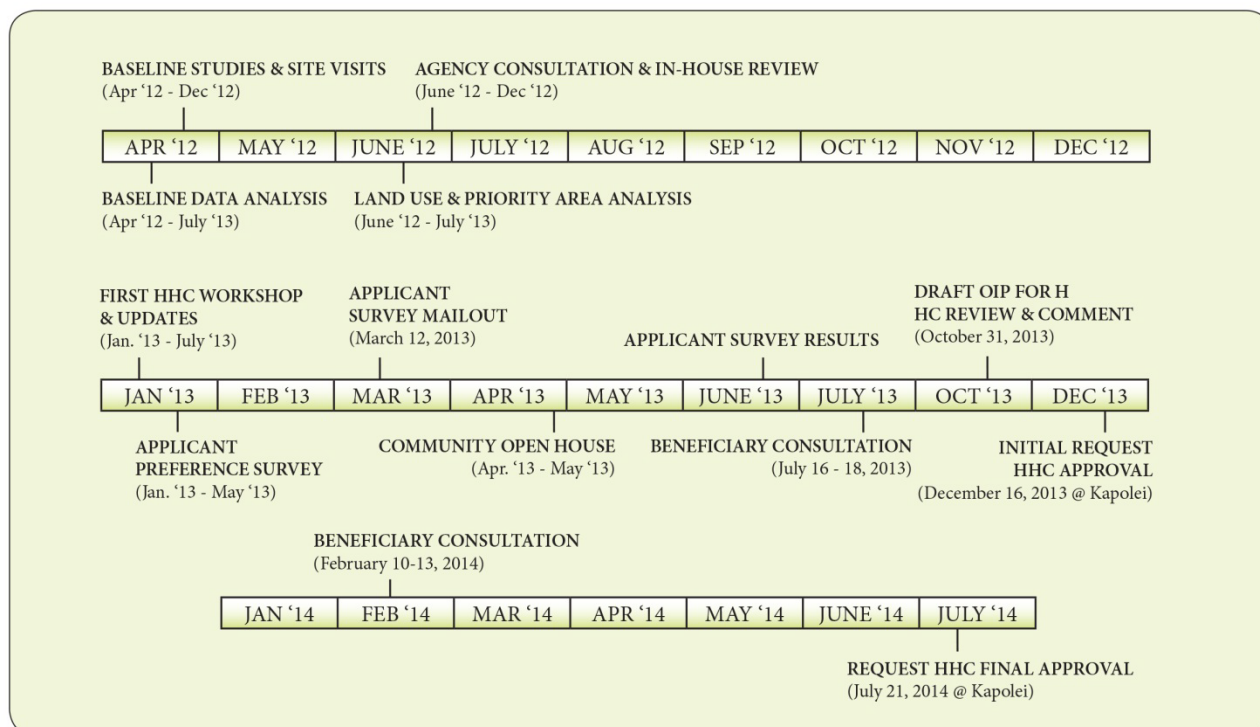 BASELINE STUDIES & SITE VISITS
(Apr ‘12 - Dec ‘12)
AGENCY CONSULTATION & IN-HOUSE REVIEW
(June ‘12 - Dec ‘12)
APR ‘12 MAY ‘12 JUNE ‘12 JULY ‘12 AUG ‘12 SEP ‘12 OCT ‘12 NOV ‘12 DEC ‘12
BASELINE DATA ANALYSIS
(Apr ‘12 - July ‘13)
LAND USE & PRIORITY AREA ANALYSIS
(June ‘12 - July ‘13)
FIRST HHC WORKSHOP
& UPDATES
(Jan. ‘13 - July ‘13)
APPLICANT
SURVEY MAILOUT
(March 12, 2013)
APPLICANT SURVEY RESULTS
DRAFT OIP FOR H
HC REVIEW & COMMENT
(October 31, 2013)
JAN ‘13 FEB ‘13 MAR ‘13 APR ‘13 MAY ‘13 JUNE ‘13 JULY ‘13 OCT ‘13 DEC ‘13
APPLICANT
PREFERENCE SURVEY
(Jan. ‘13 - May ‘13)
COMMUNITY OPEN HOUSE
(Apr. ‘13 - May ‘13)
BENEFICIARY CONSULTATION
(July 16 - 18, 2013)
INITIAL REQUEST
HHC APPROVAL
(December 16, 2013 @ Kapolei)
BENEFICIARY CONSULTATION
(February 10-13, 2014)
JAN ‘14 FEB ‘14 MAR ‘14 APR ‘14 MAY ‘14 JUNE ‘14 JULY ‘14
REQUEST HHC FINAL APPROVAL
(July 21, 2014 @ Kapolei)